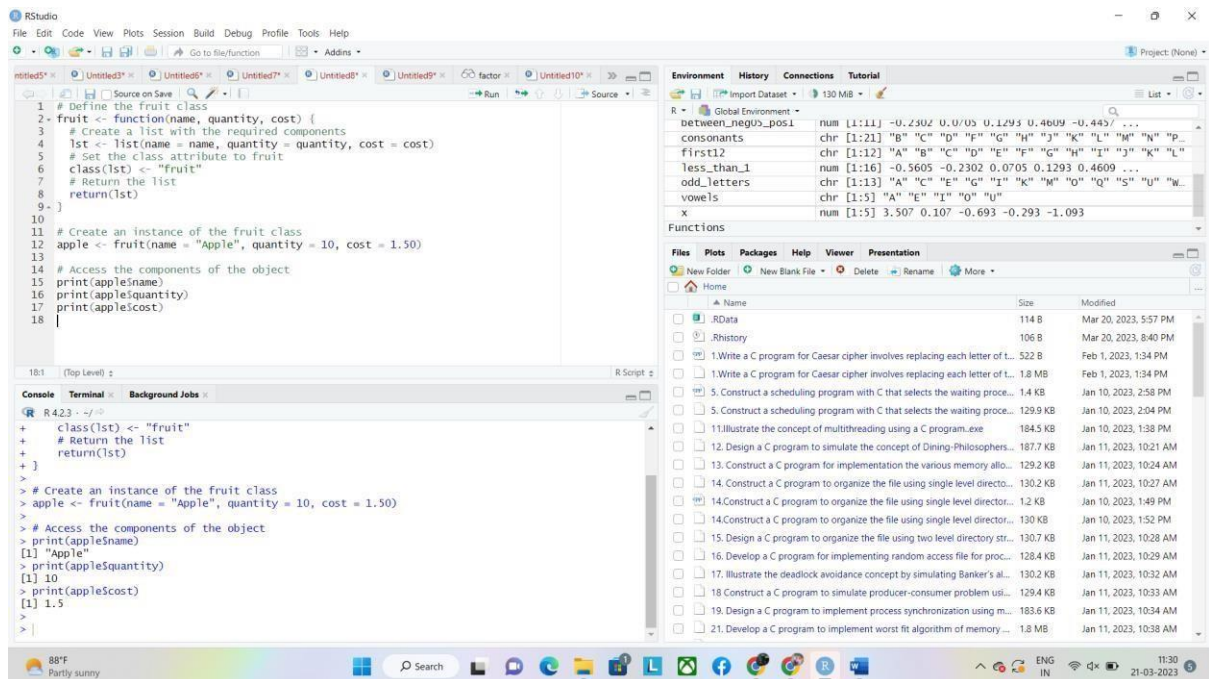 RStudio
File Edit Code View Plots Session Build Debug Profile Tools Help
Go to file/function Addins Project: (None)
ntitled5* Untitled3* Untitled6* Untitled7* Untitled8* Untitled9* factor Untitled10*
Source on Save Run Source
1 # Define the fruit class
2 fruit <- function(name, quantity, cost) {
3 # Create a list with the required components
4 lst <- list(name = name, quantity = quantity, cost = cost)
5 # Set the class attribute to fruit
6 class(lst) <- "fruit"
7 # Return the list
8 return(lst)
9 }
10
11 # Create an instance of the fruit class
12 apple <- fruit(name = "Apple", quantity = 10, cost = 1.50)
13
14 # Access the components of the object
15 print(apple$name)
16 print(apple$quantity)
17 print(apple$cost)
18
18:1 (Top Level) R Script
Console Terminal Background Jobs
R 4.2.3 · ~/
+ class(lst) <- "fruit"
+ # Return the list
+ return(lst)
+ }
>
> # Create an instance of the fruit class
> apple <- fruit(name = "Apple", quantity = 10, cost = 1.50)
>
> # Access the components of the object
> print(apple$name)
[1] "Apple"
> print(apple$quantity)
[1] 10
> print(apple$cost)
[1] 1.5
>
>
Environment History Connections Tutorial
Import Dataset 130 MiB List
R Global Environment
between_neg05_pos1 num [1:11] -0.2302 0.0705 0.1293 0.4609 -0.4457 ...
consonants chr [1:21] "B" "C" "D" "F" "G" "H" "J" "K" "L" "M" "N" "P...
first12 chr [1:12] "A" "B" "C" "D" "E" "F" "G" "H" "I" "J" "K" "L"
less_than_1 num [1:16] -0.5605 -0.2302 0.0705 0.1293 0.4609 ...
odd_letters chr [1:13] "A" "C" "E" "G" "I" "K" "M" "O" "Q" "S" "U" "W...
vowels chr [1:5] "A" "E" "I" "O" "U"
x num [1:5] 3.507 0.107 -0.693 -0.293 -1.093
Functions
Files Plots Packages Help Viewer Presentation
New Folder New Blank File Delete Rename More
Home
Name Size Modified
.RData 114 B Mar 20, 2023, 5:57 PM
.Rhistory 106 B Mar 20, 2023, 8:40 PM
1.Write a C program for Caesar cipher involves replacing each letter of t... 522 B Feb 1, 2023, 1:34 PM
1.Write a C program for Caesar cipher involves replacing each letter of t... 1.8 MB Feb 1, 2023, 1:34 PM
5. Construct a scheduling program with C that selects the waiting proce... 1.4 KB Jan 10, 2023, 2:58 PM
5. Construct a scheduling program with C that selects the waiting proce... 129.9 KB Jan 10, 2023, 2:04 PM
11.Illustrate the concept of multithreading using a C program..exe 184.5 KB Jan 10, 2023, 1:38 PM
12. Design a C program to simulate the concept of Dining-Philosophers... 187.7 KB Jan 11, 2023, 10:21 AM
13. Construct a C program for implementation the various memory allo... 129.2 KB Jan 11, 2023, 10:24 AM
14. Construct a C program to organize the file using single level directo... 130.2 KB Jan 11, 2023, 10:27 AM
14.Construct a C program to organize the file using single level director... 1.2 KB Jan 10, 2023, 1:49 PM
14.Construct a C program to organize the file using single level director... 130 KB Jan 10, 2023, 1:52 PM
15. Design a C program to organize the file using two level directory str... 130.7 KB Jan 11, 2023, 10:28 AM
16. Develop a C program for implementing random access file for proc... 128.4 KB Jan 11, 2023, 10:29 AM
17. Illustrate the deadlock avoidance concept by simulating Banker's al... 130.2 KB Jan 11, 2023, 10:32 AM
18 Construct a C program to simulate producer-consumer problem usi... 129.4 KB Jan 11, 2023, 10:33 AM
19. Design a C program to implement process synchronization using m... 183.6 KB Jan 11, 2023, 10:34 AM
21. Develop a C program to implement worst fit algorithm of memory ... 1.8 MB Jan 11, 2023, 10:38 AM
88°F
Partly sunny
Search
ENG
IN
11:30
21-03-2023
5